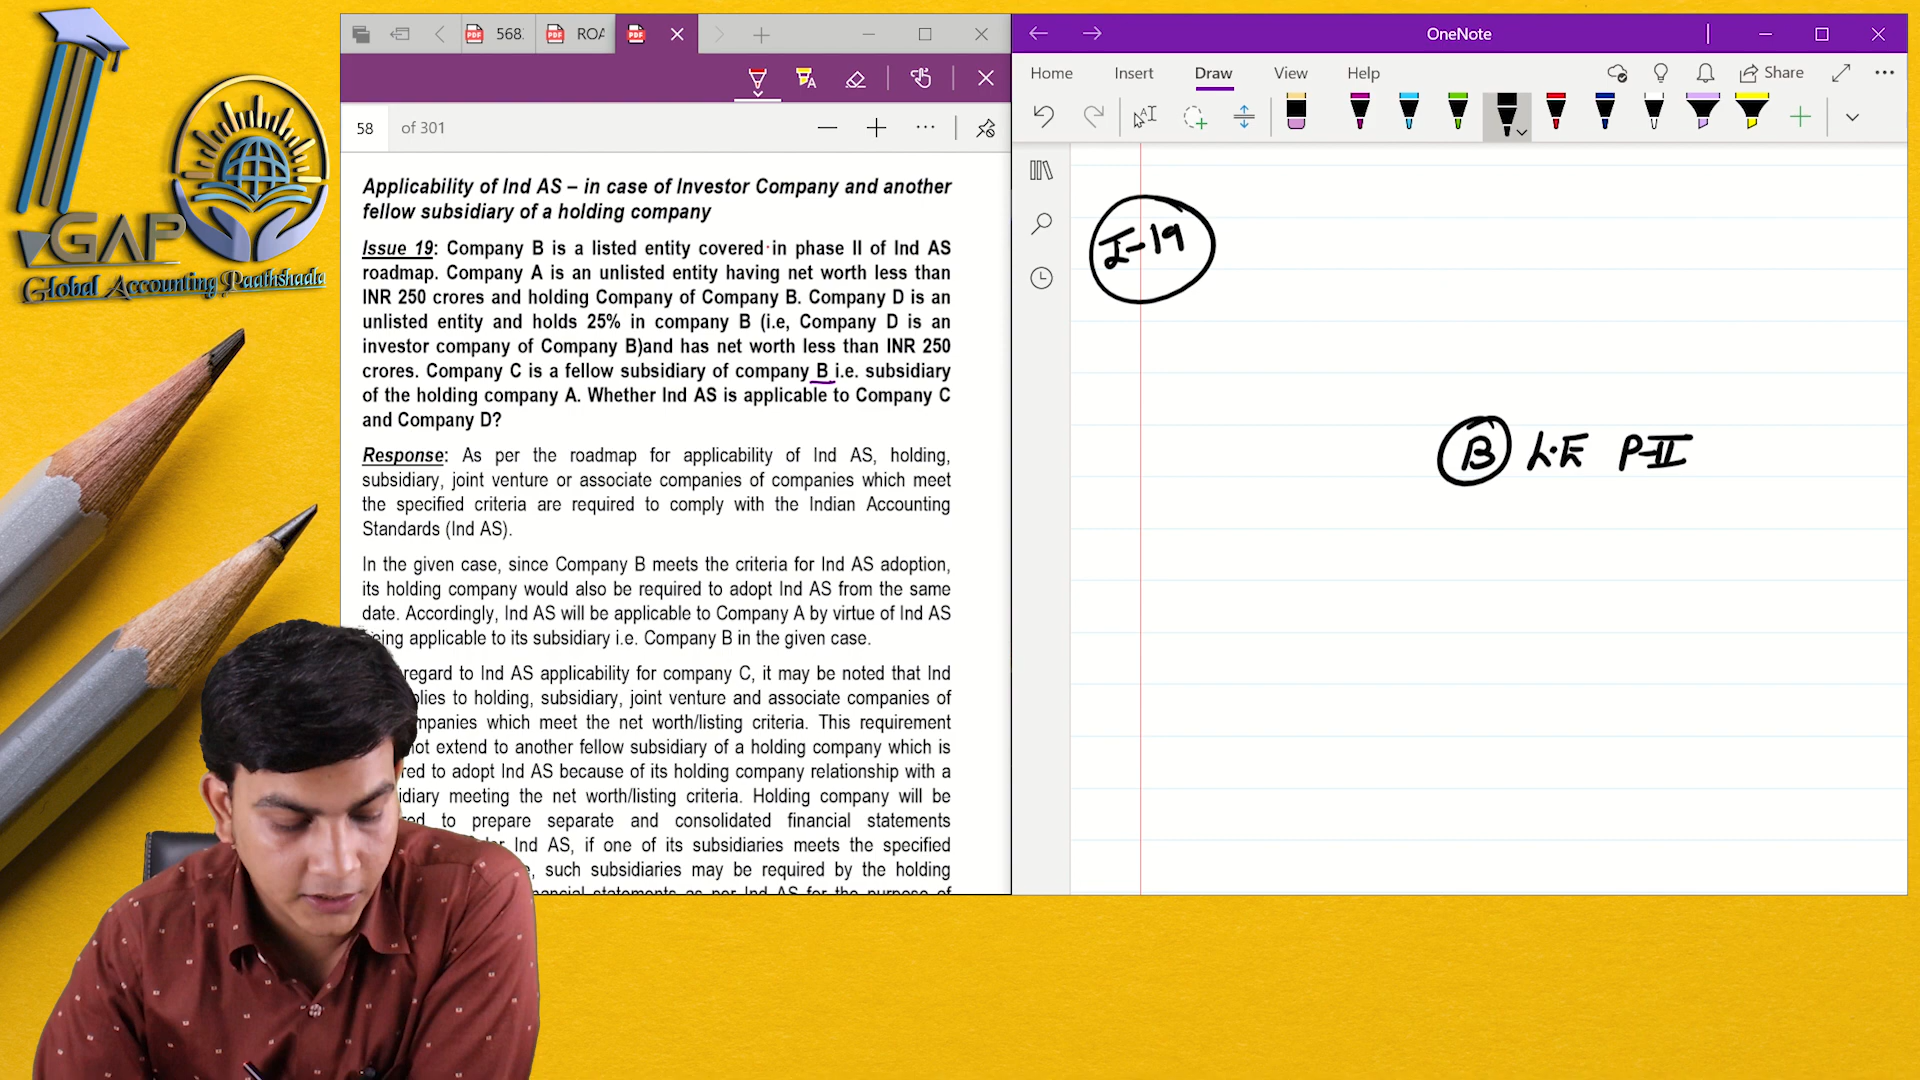 GAP
Global Accounting Paathshaala
568
ROA
58 of 301
Applicability of Ind AS – in case of Investor Company and another
fellow subsidiary of a holding company
Issue 19: Company B is a listed entity covered in phase II of Ind AS
roadmap. Company A is an unlisted entity having net worth less than
INR 250 crores and holding Company of Company B. Company D is an
unlisted entity and holds 25% in company B (i.e, Company D is an
investor company of Company B)and has net worth less than INR 250
crores. Company C is a fellow subsidiary of company B i.e. subsidiary
of the holding company A. Whether Ind AS is applicable to Company C
and Company D?
Response: As per the roadmap for applicability of Ind AS, holding,
subsidiary, joint venture or associate companies of companies which meet
the specified criteria are required to comply with the Indian Accounting
Standards (Ind AS).
In the given case, since Company B meets the criteria for Ind AS adoption,
its holding company would also be required to adopt Ind AS from the same
date. Accordingly, Ind AS will be applicable to Company A by virtue of Ind AS
being applicable to its subsidiary i.e. Company B in the given case.
regard to Ind AS applicability for company C, it may be noted that Ind
plies to holding, subsidiary, joint venture and associate companies of
mpanies which meet the net worth/listing criteria. This requirement
not extend to another fellow subsidiary of a holding company which is
red to adopt Ind AS because of its holding company relationship with a
idiary meeting the net worth/listing criteria. Holding company will be
ed to prepare separate and consolidated financial statements
Ind AS, if one of its subsidiaries meets the specified
such subsidiaries may be required by the holding
financial statements as per Ind AS for the purpose of
OneNote
Home Insert Draw View Help Share
I-19
B L.E P-II